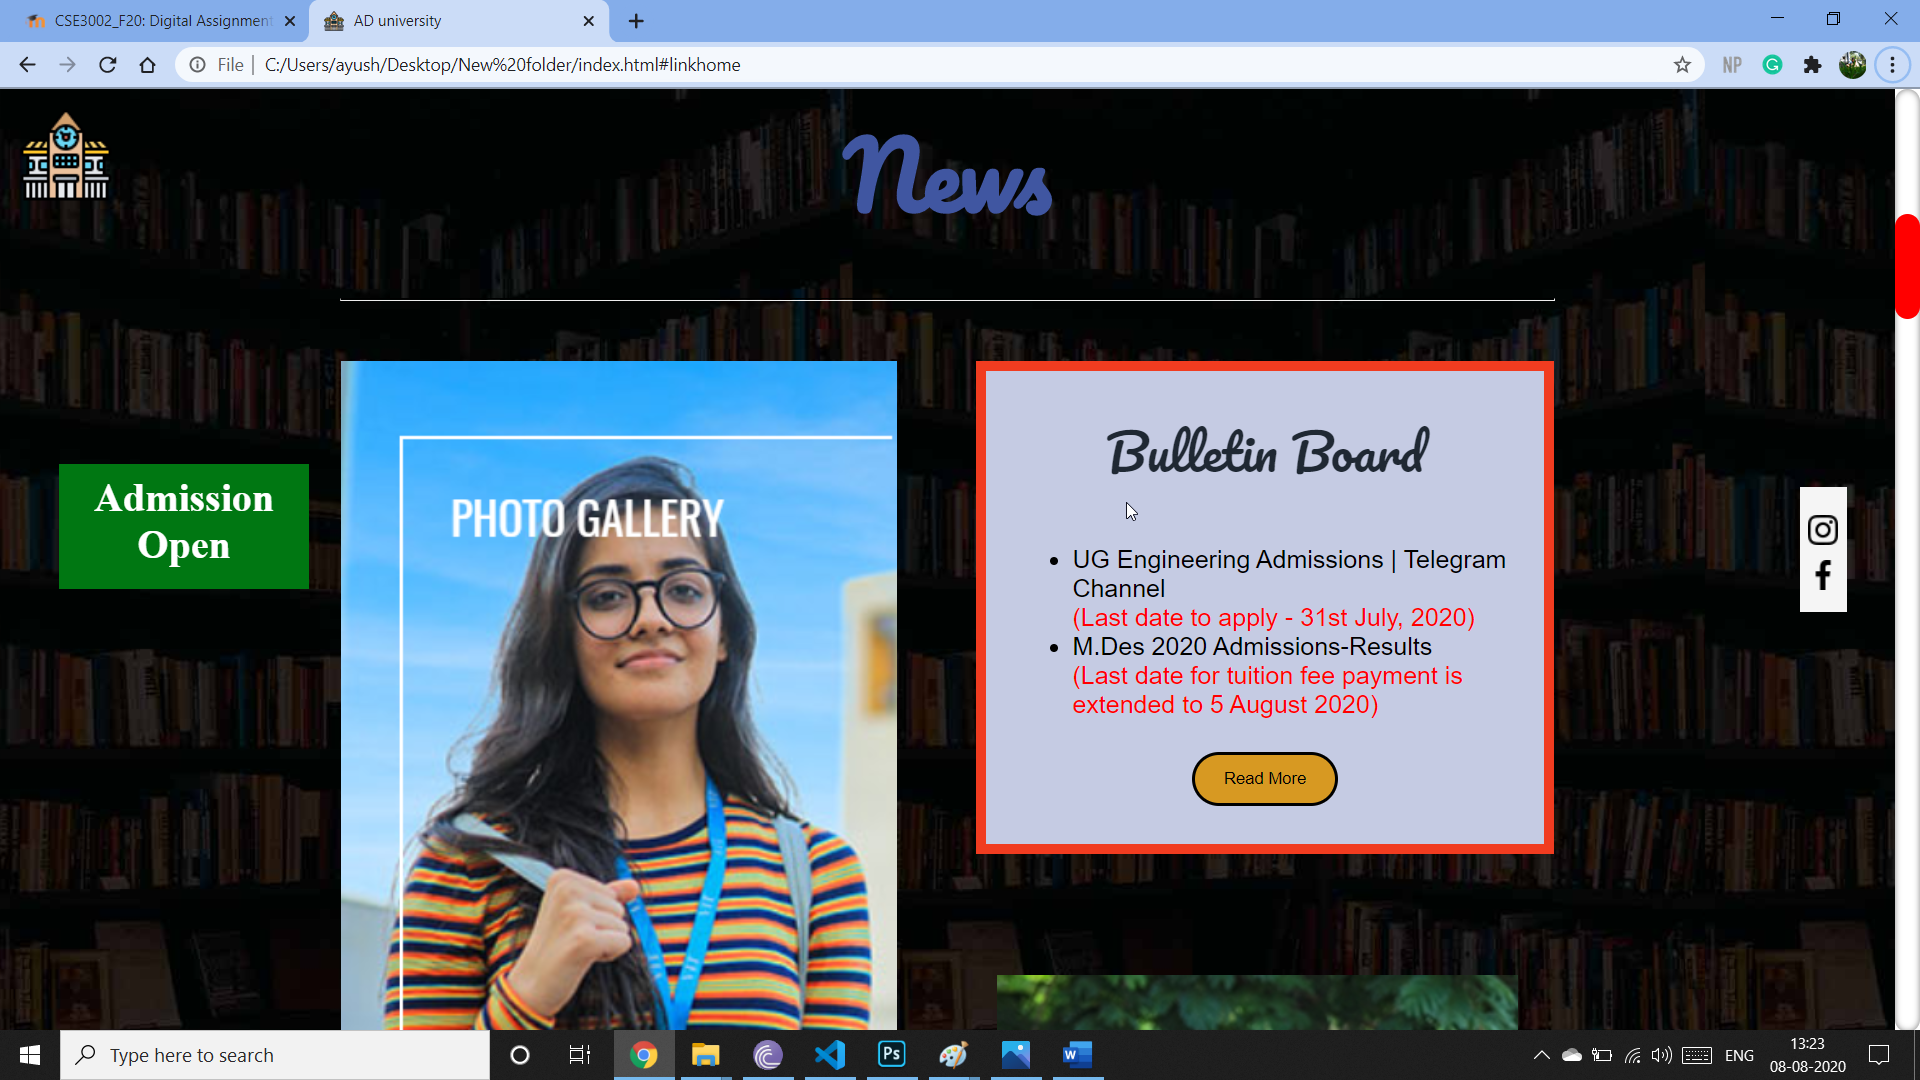 CSE3002_F20: Digital Assignment
AD university
File
C:/Users/ayush/Desktop/New%20folder/index.html#linkhome
NP
News
Admission
Open
PHOTO GALLERY
Bulletin Board
• UG Engineering Admissions | Telegram
Channel
(Last date to apply - 31st July, 2020)
• M.Des 2020 Admissions-Results
(Last date for tuition fee payment is
extended to 5 August 2020)
Read More
Type here to search
Ps
W
ENG
13:23
08-08-2020